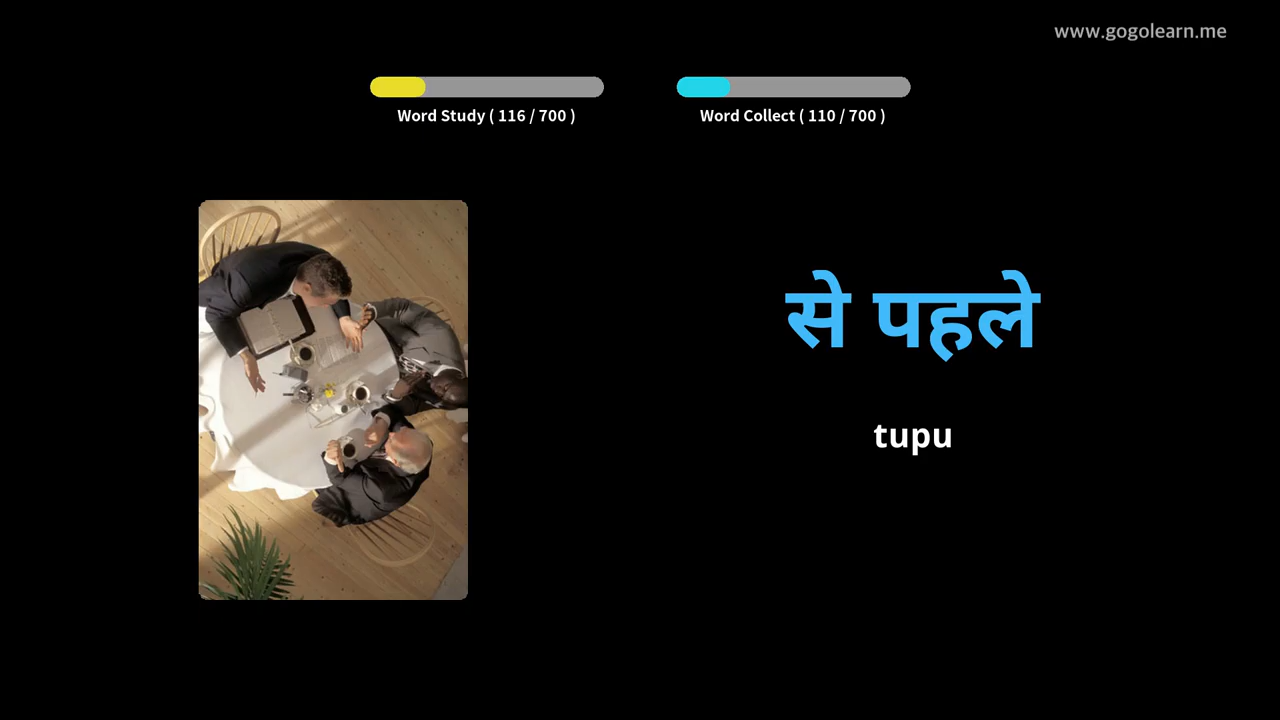 www.gogolearn.me
Word Study ( 116 / 700 )
Word Collect ( 110 / 700 )
से पहले
tupu